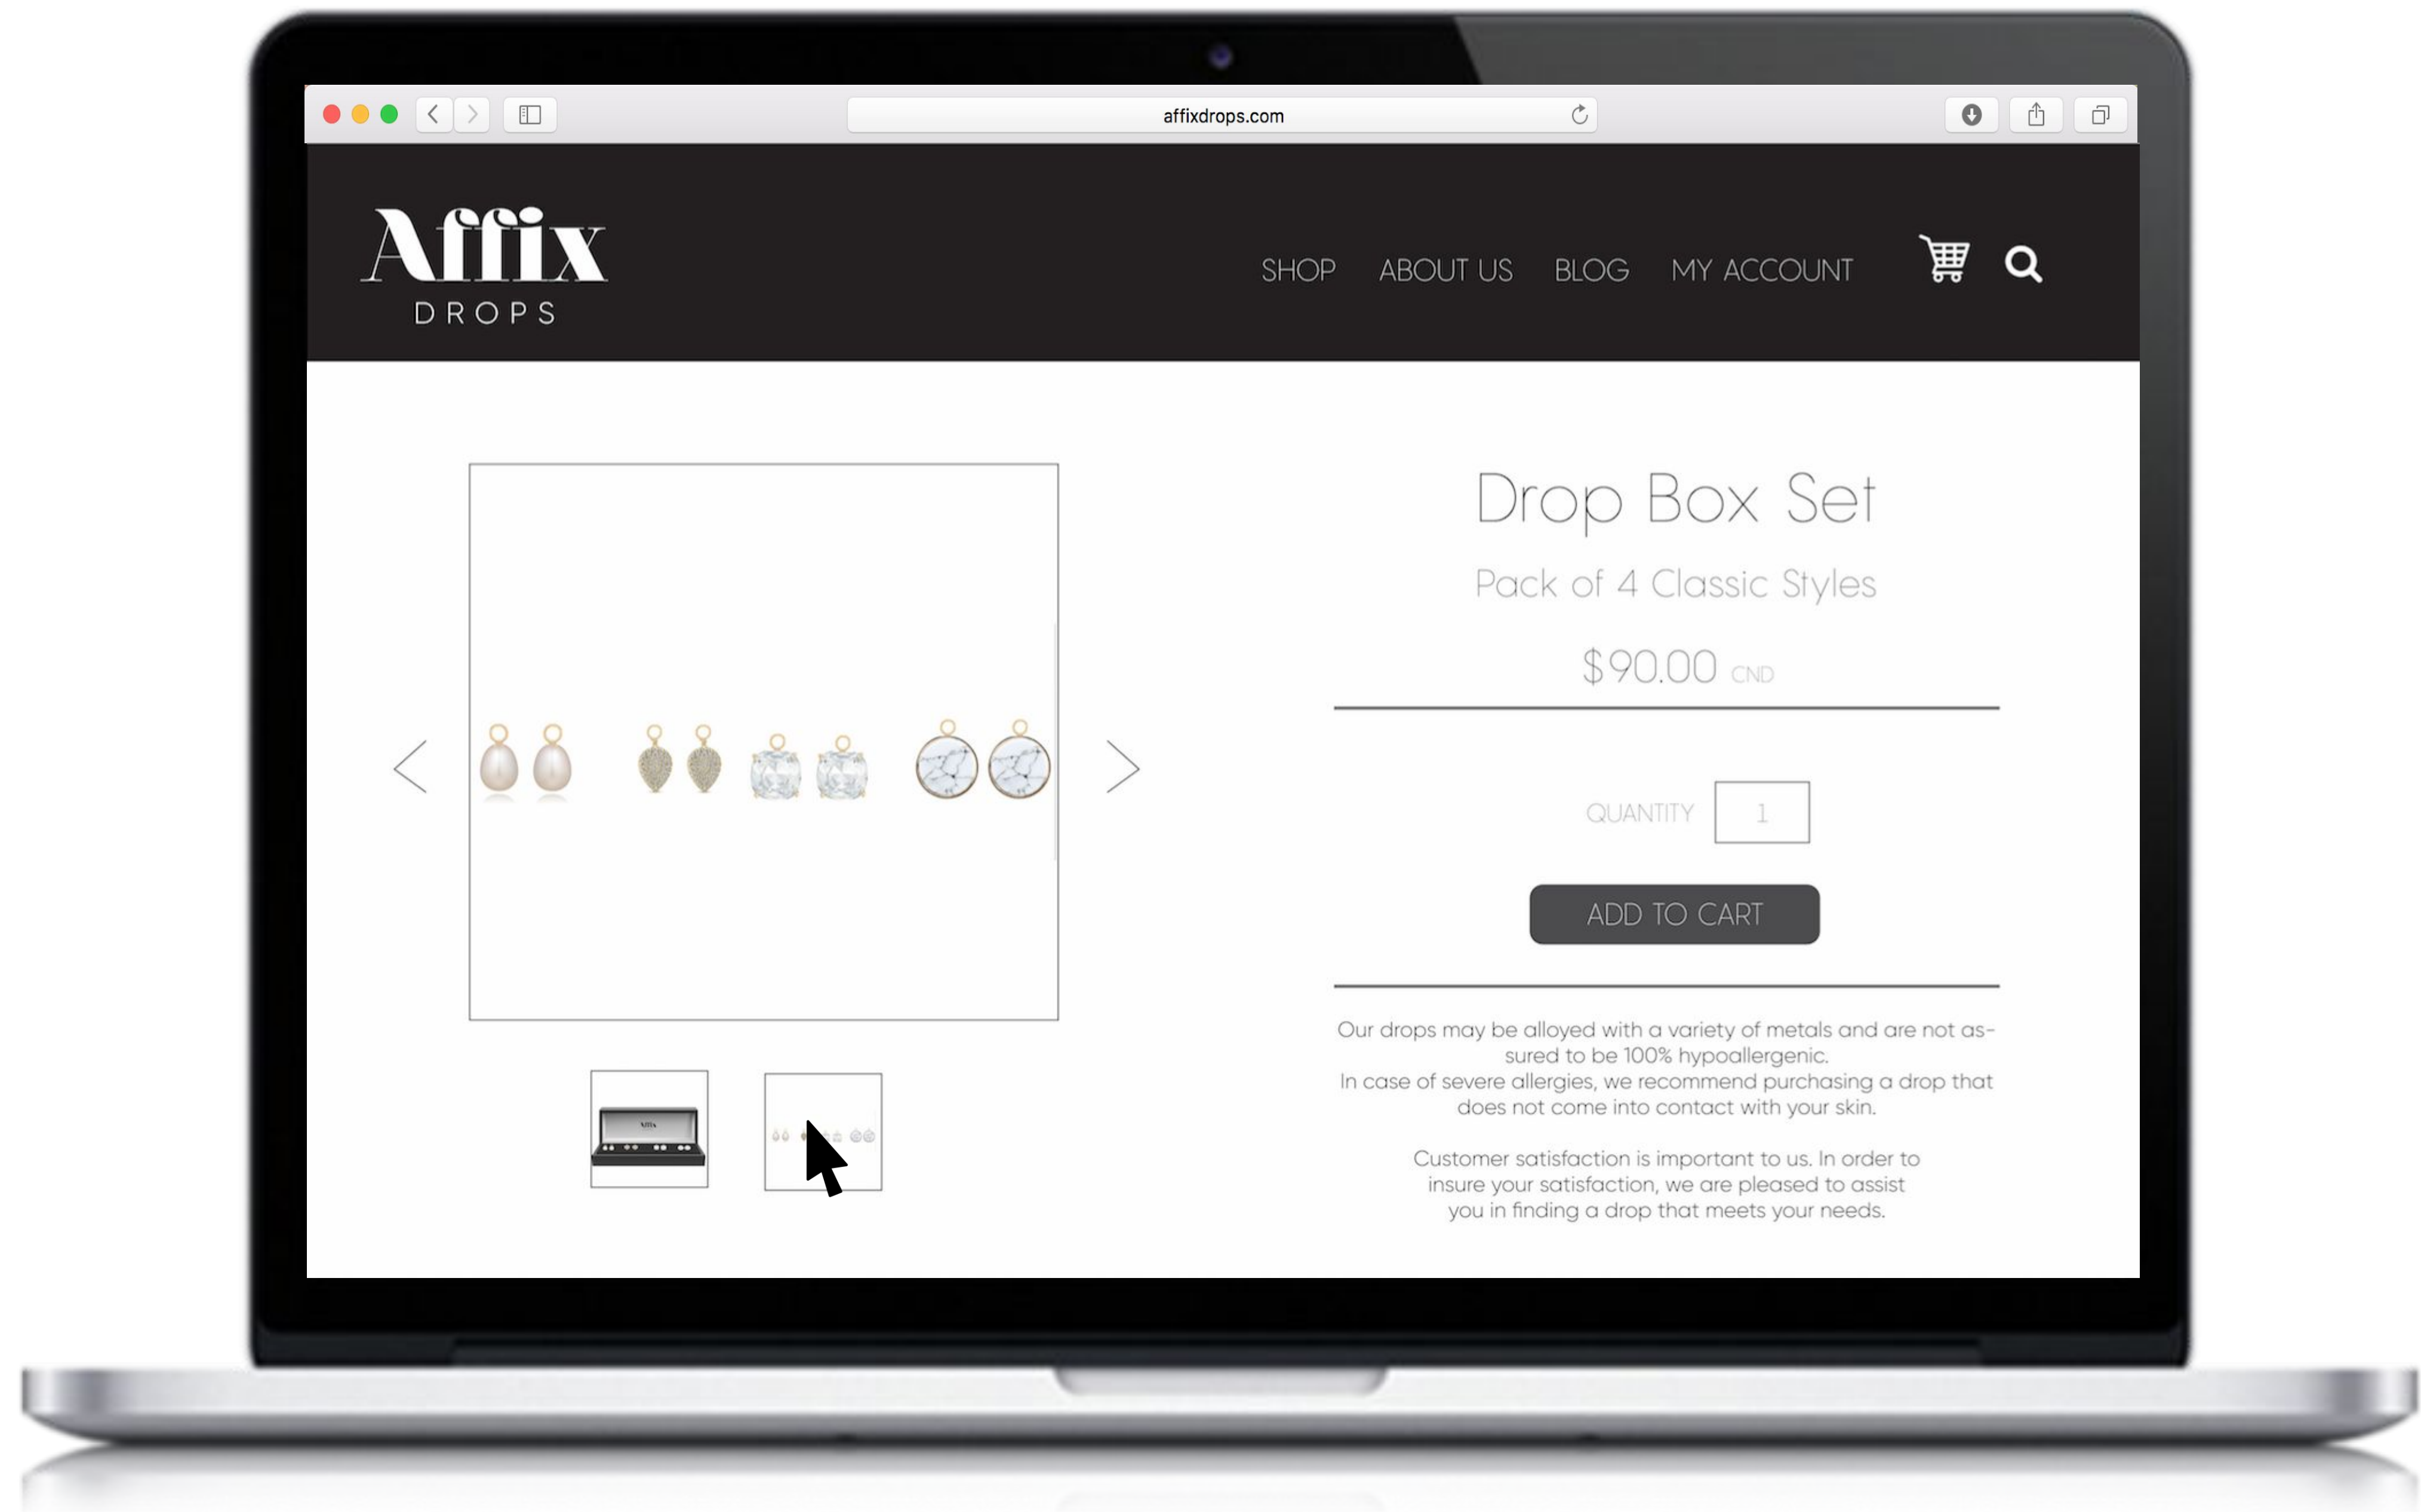 affixdrops.com
Affix
DROPS
SHOP ABOUT US BLOG MY ACCOUNT
Drop Box Set
Pack of 4 Classic Styles
$90.00 CND
QUANTITY 1
ADD TO CART
Our drops may be alloyed with a variety of metals and are not as-
sured to be 100% hypoallergenic.
In case of severe allergies, we recommend purchasing a drop that
does not come into contact with your skin.
Customer satisfaction is important to us. In order to
insure your satisfaction, we are pleased to assist
you in finding a drop that meets your needs.
Affix